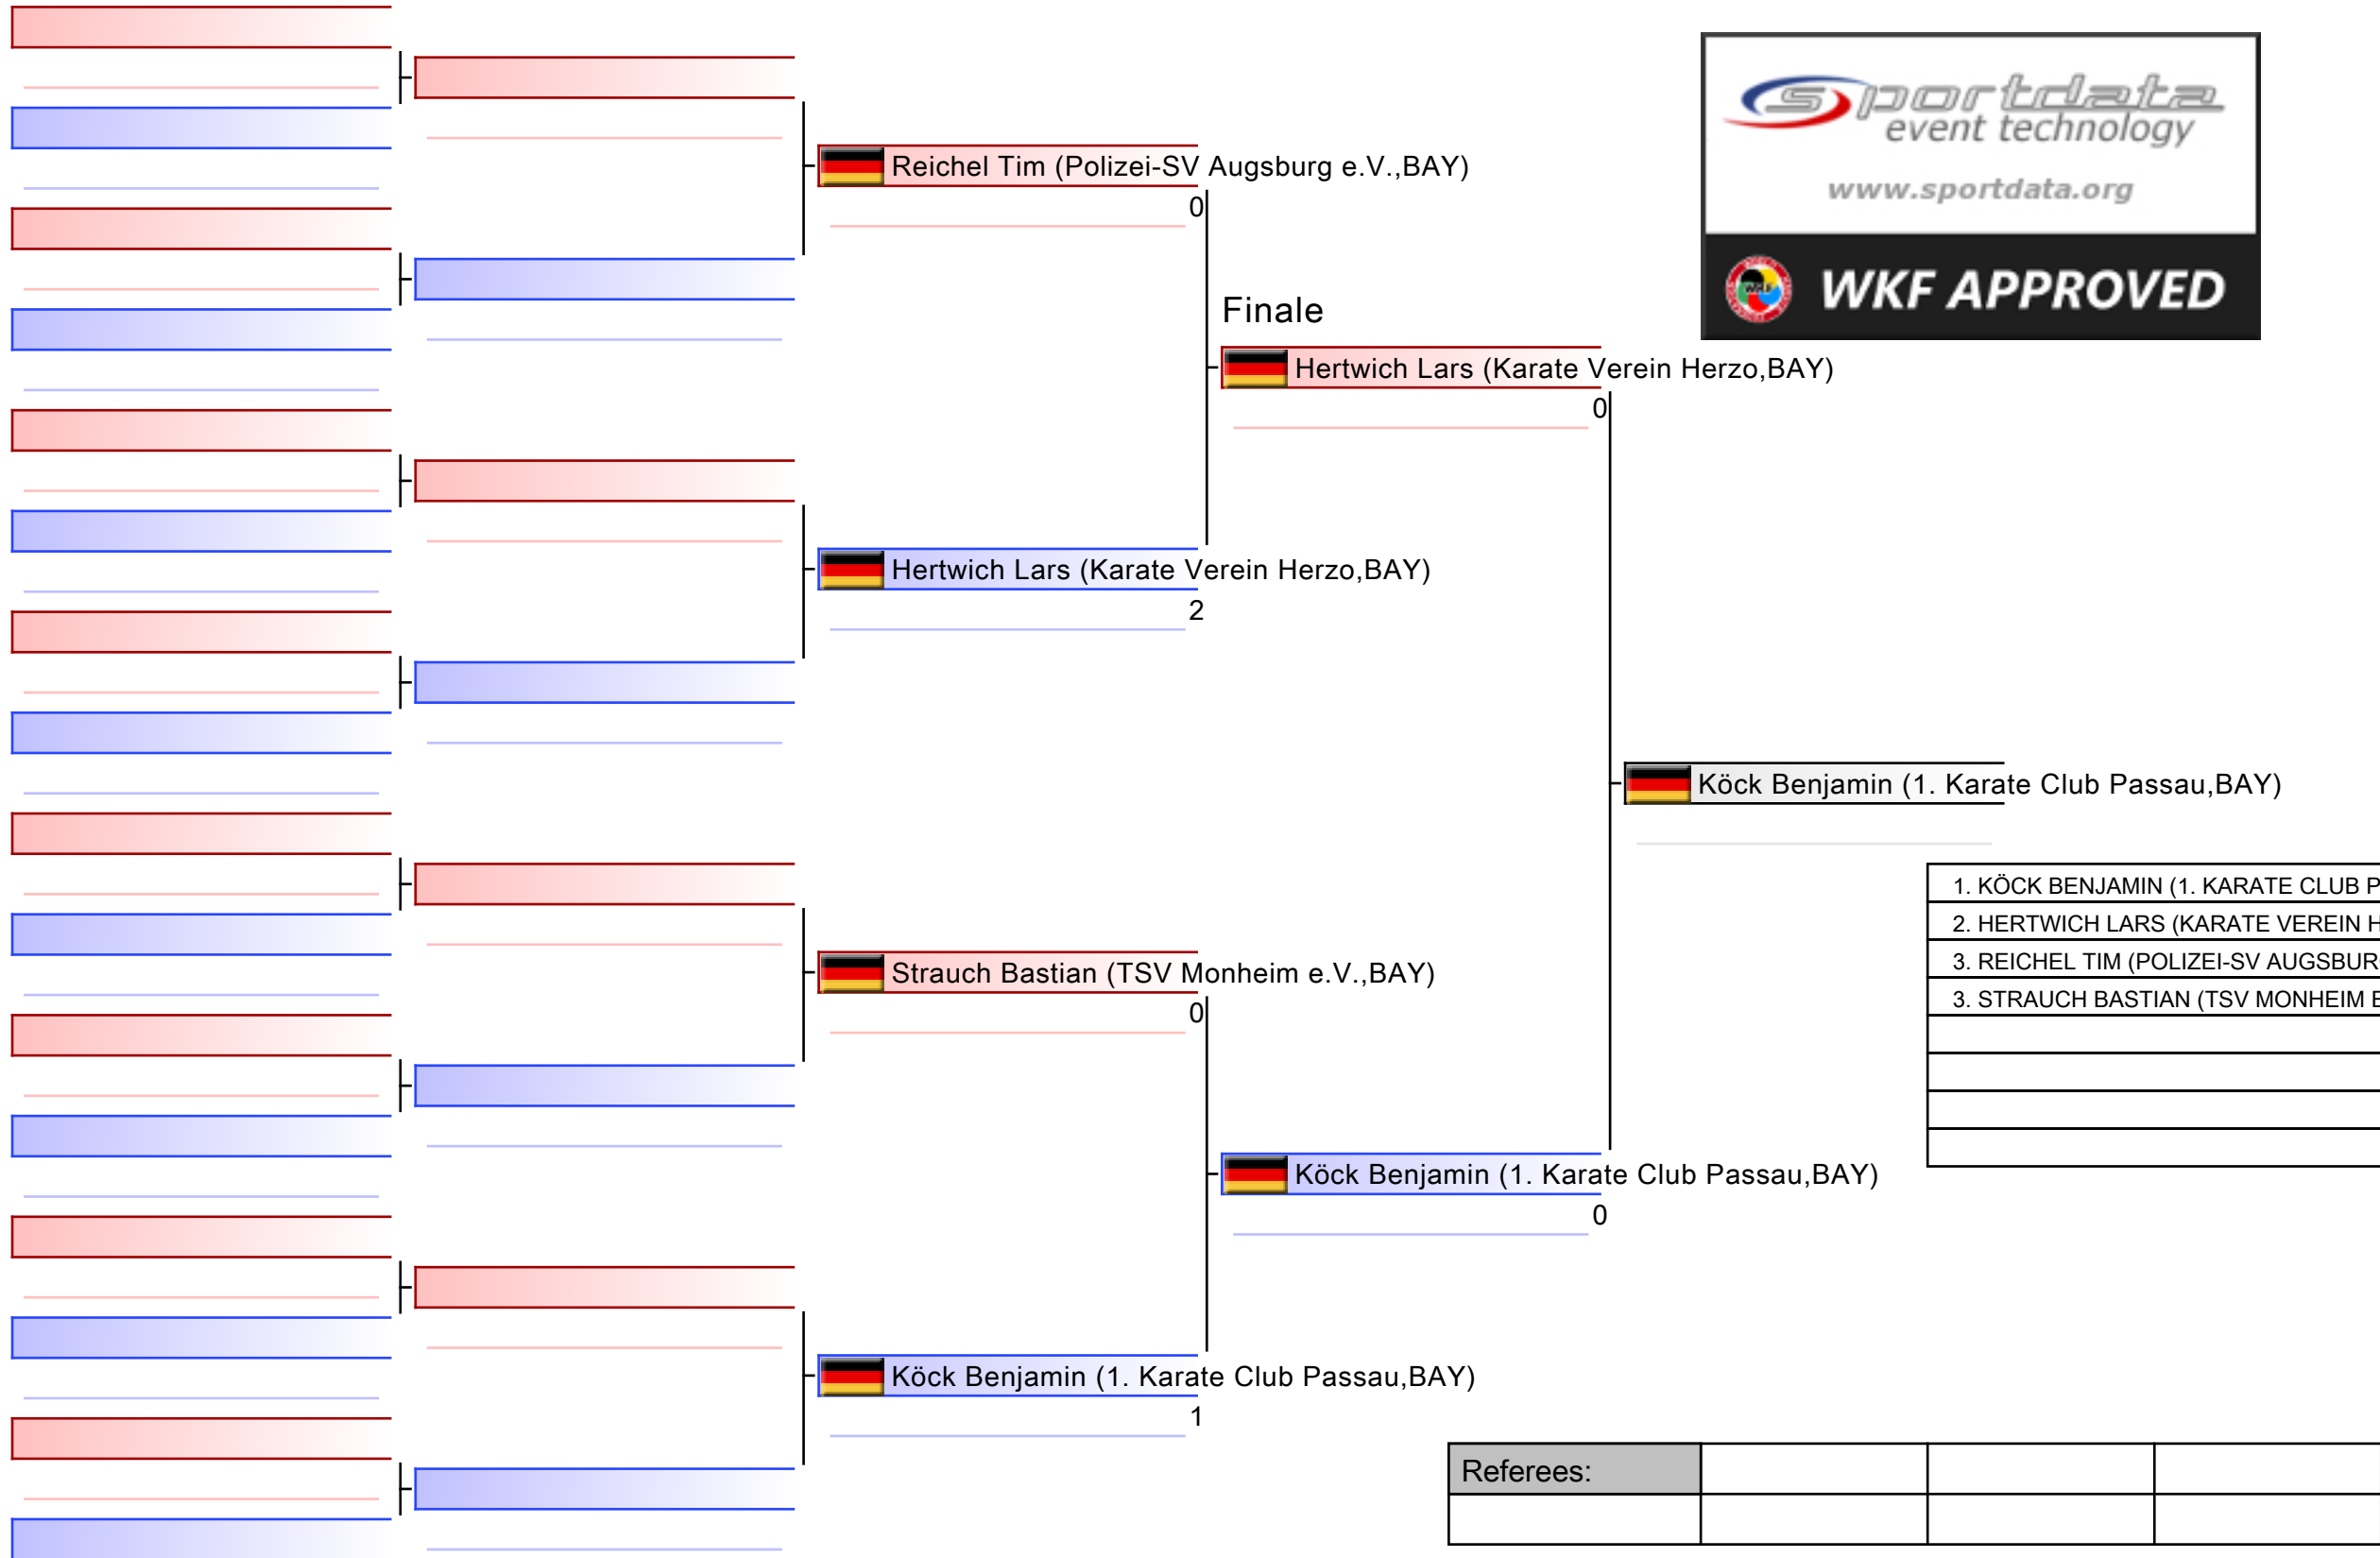 sportdata
event technology
www.sportdata.org
WKF APPROVED
Reichel Tim (Polizei-SV Augsburg e.V.,BAY)
0
Finale
Hertwich Lars (Karate Verein Herzo,BAY)
0
Hertwich Lars (Karate Verein Herzo,BAY)
2
Köck Benjamin (1. Karate Club Passau,BAY)
1. KÖCK BENJAMIN (1. KARATE CLUB P
2. HERTWICH LARS (KARATE VEREIN H
3. REICHEL TIM (POLIZEI-SV AUGSBUR
3. STRAUCH BASTIAN (TSV MONHEIM E
Strauch Bastian (TSV Monheim e.V.,BAY)
0
Köck Benjamin (1. Karate Club Passau,BAY)
0
Köck Benjamin (1. Karate Club Passau,BAY)
1
Referees: